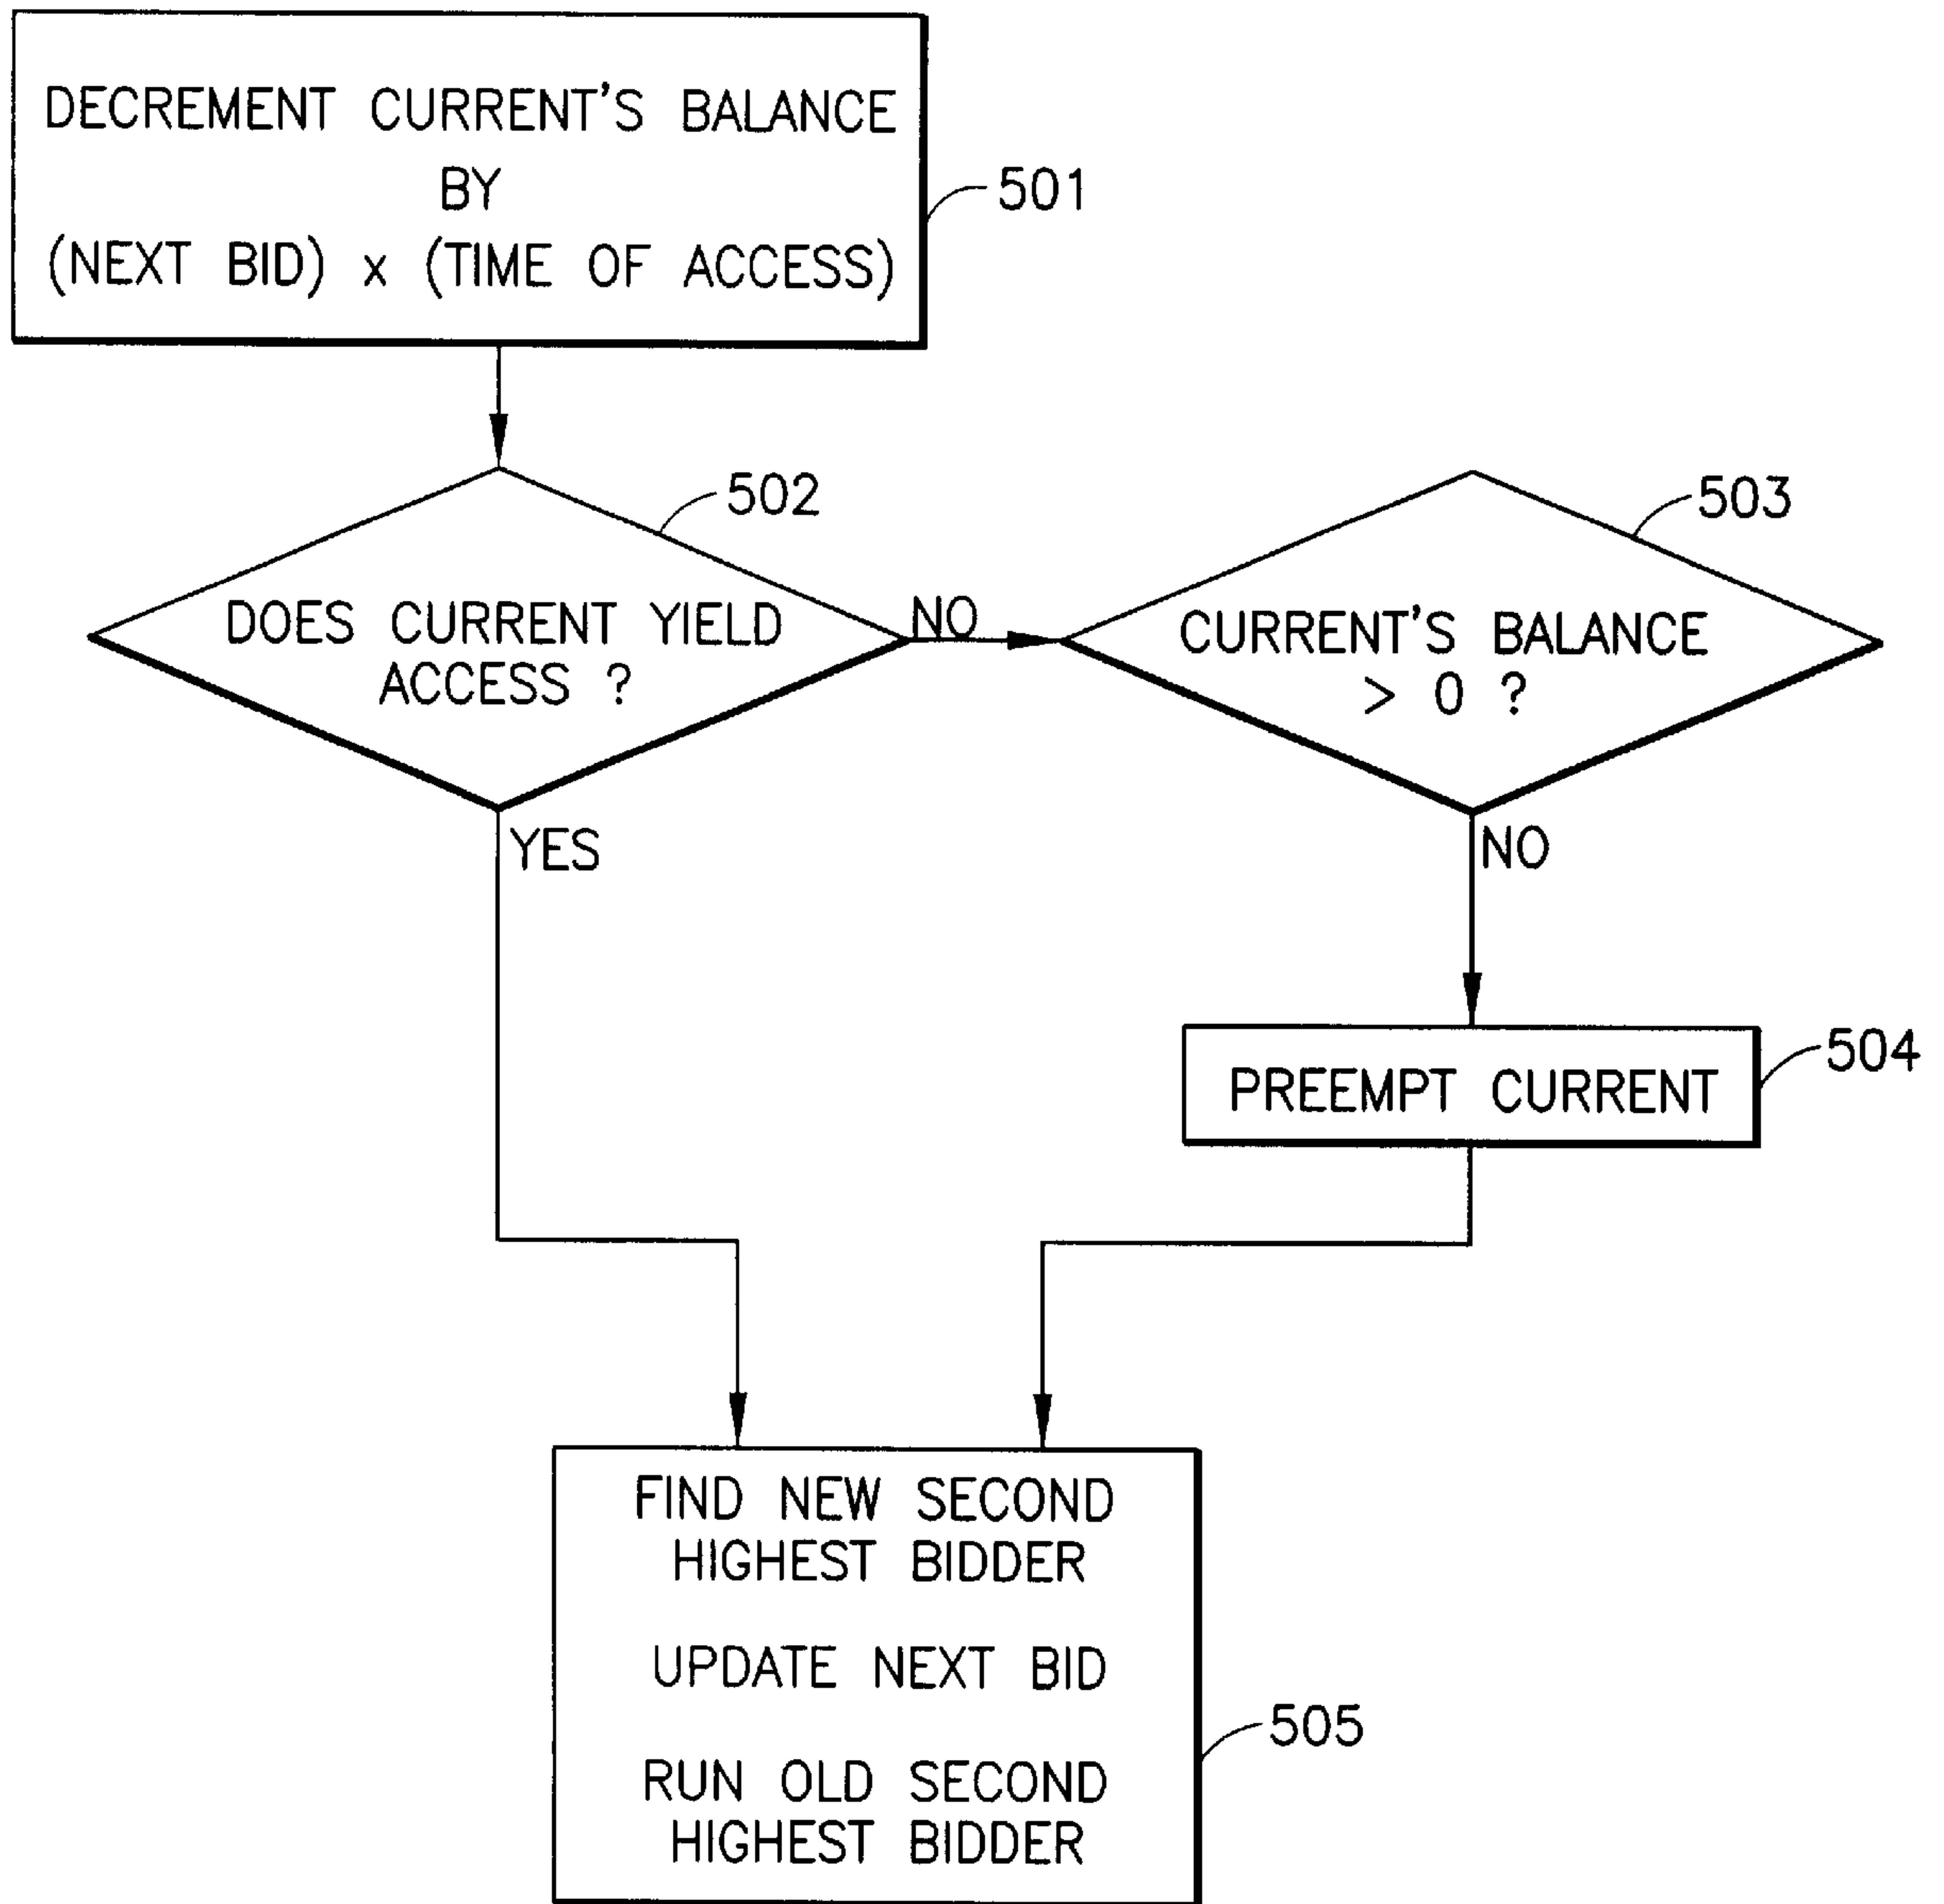 DECREMENT CURRENT'S BALANCE
BY
(NEXT BID) x (TIME OF ACCESS)
501
502
DOES CURRENT YIELD
ACCESS ?
NO
503
CURRENT'S BALANCE
> 0 ?
YES
NO
504
PREEMPT CURRENT
FIND NEW SECOND
HIGHEST BIDDER
UPDATE NEXT BID
505
RUN OLD SECOND
HIGHEST BIDDER